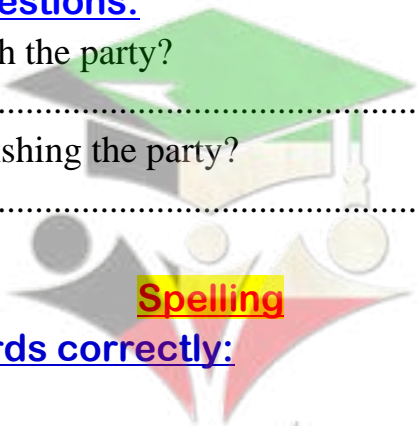 estions:
h the party?
................................................
shing the party?
................................................
Spelling
rds correctly: